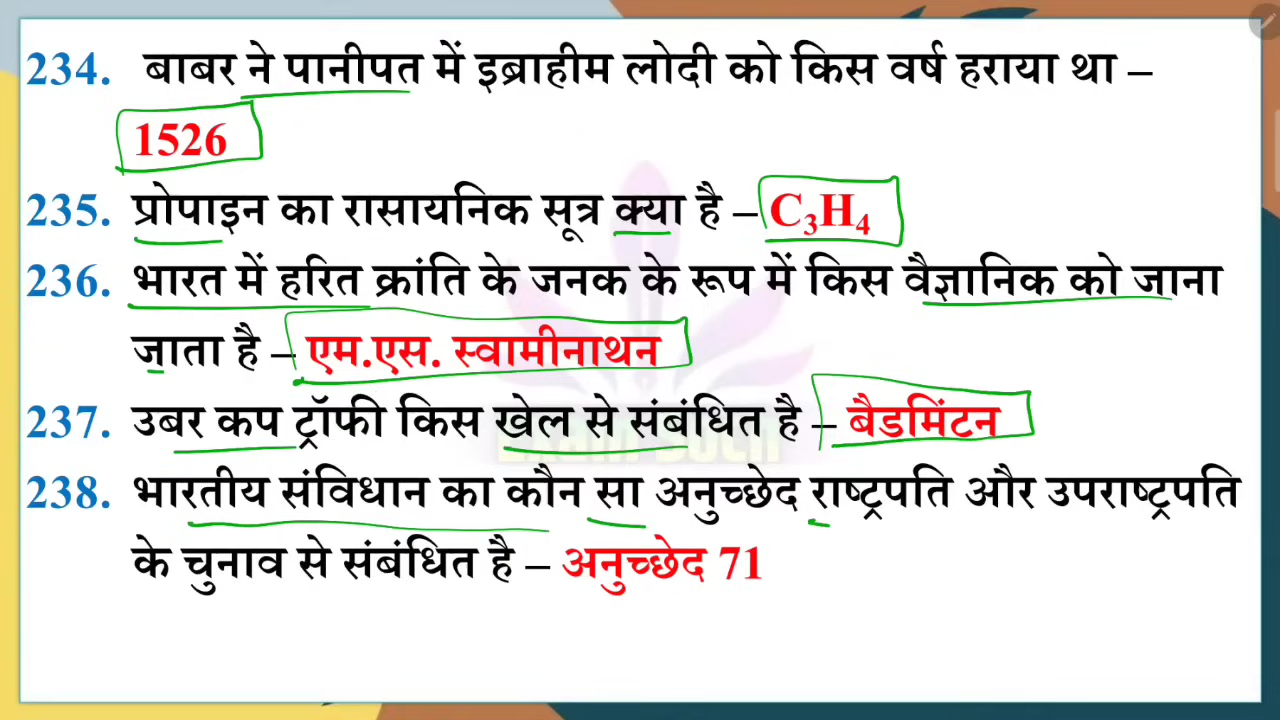 234. बाबर ने पानीपत में इब्राहीम लोदी को किस वर्ष हराया था –
1526
235. प्रोपाइन का रासायनिक सूत्र क्या है – C₃H₄
236. भारत में हरित क्रांति के जनक के रूप में किस वैज्ञानिक को जाना
जाता है – एम.एस. स्वामीनाथन
237. उबर कप ट्रॉफी किस खेल से संबंधित है – बैडमिंटन
238. भारतीय संविधान का कौन सा अनुच्छेद राष्ट्रपति और उपराष्ट्रपति
के चुनाव से संबंधित है – अनुच्छेद 71